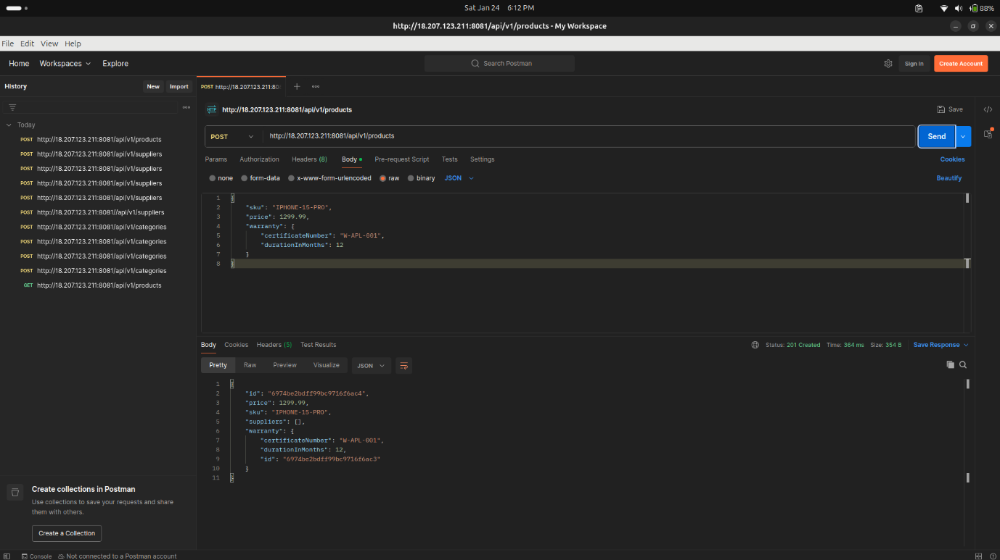 Sat Jan 24 6:12 PM
88%
http://18.207.123.211:8081/api/v1/products - My Workspace
File Edit View Help
Home Workspaces Explore
Search Postman
Sign In
Create Account
History
New
Import
POST http://18.207.123.211:80
Today
POST http://18.207.123.211:8081/api/v1/products
POST http://18.207.123.211:8081/api/v1/suppliers
POST http://18.207.123.211:8081/api/v1/suppliers
POST http://18.207.123.211:8081/api/v1/suppliers
POST http://18.207.123.211:8081/api/v1/suppliers
POST http://18.207.123.211:8081//api/v1/suppliers
POST http://18.207.123.211:8081/api/v1/categories
POST http://18.207.123.211:8081/api/v1/categories
POST http://18.207.123.211:8081/api/v1/categories
POST http://18.207.123.211:8081/api/v1/categories
GET http://18.207.123.211:8081/api/v1/products
Create collections in Postman
Use collections to save your requests and share
them with others.
Create a Collection
HTTP http://18.207.123.211:8081/api/v1/products
Save
POST http://18.207.123.211:8081/api/v1/products
Send
Params Authorization Headers (8) Body Pre-request Script Tests Settings
Cookies
none form-data x-www-form-urlencoded raw binary JSON
Beautify
1 {
2 "sku": "IPHONE-15-PRO",
3 "price": 1299.99,
4 "warranty": {
5 "certificateNumber": "W-APL-001",
6 "durationInMonths": 12
7 }
8 }
Body Cookies Headers (5) Test Results
Status: 201 Created Time: 364 ms Size: 354 B
Save Response
Pretty Raw Preview Visualize JSON
1 {
2 "id": "6974be2bdff99bc9716f6ac4",
3 "price": 1299.99,
4 "sku": "IPHONE-15-PRO",
5 "suppliers": [],
6 "warranty": {
7 "certificateNumber": "W-APL-001",
8 "durationInMonths": 12,
9 "id": "6974be2bdff99bc9716f6ac3"
10 }
11 }
Console Not connected to a Postman account